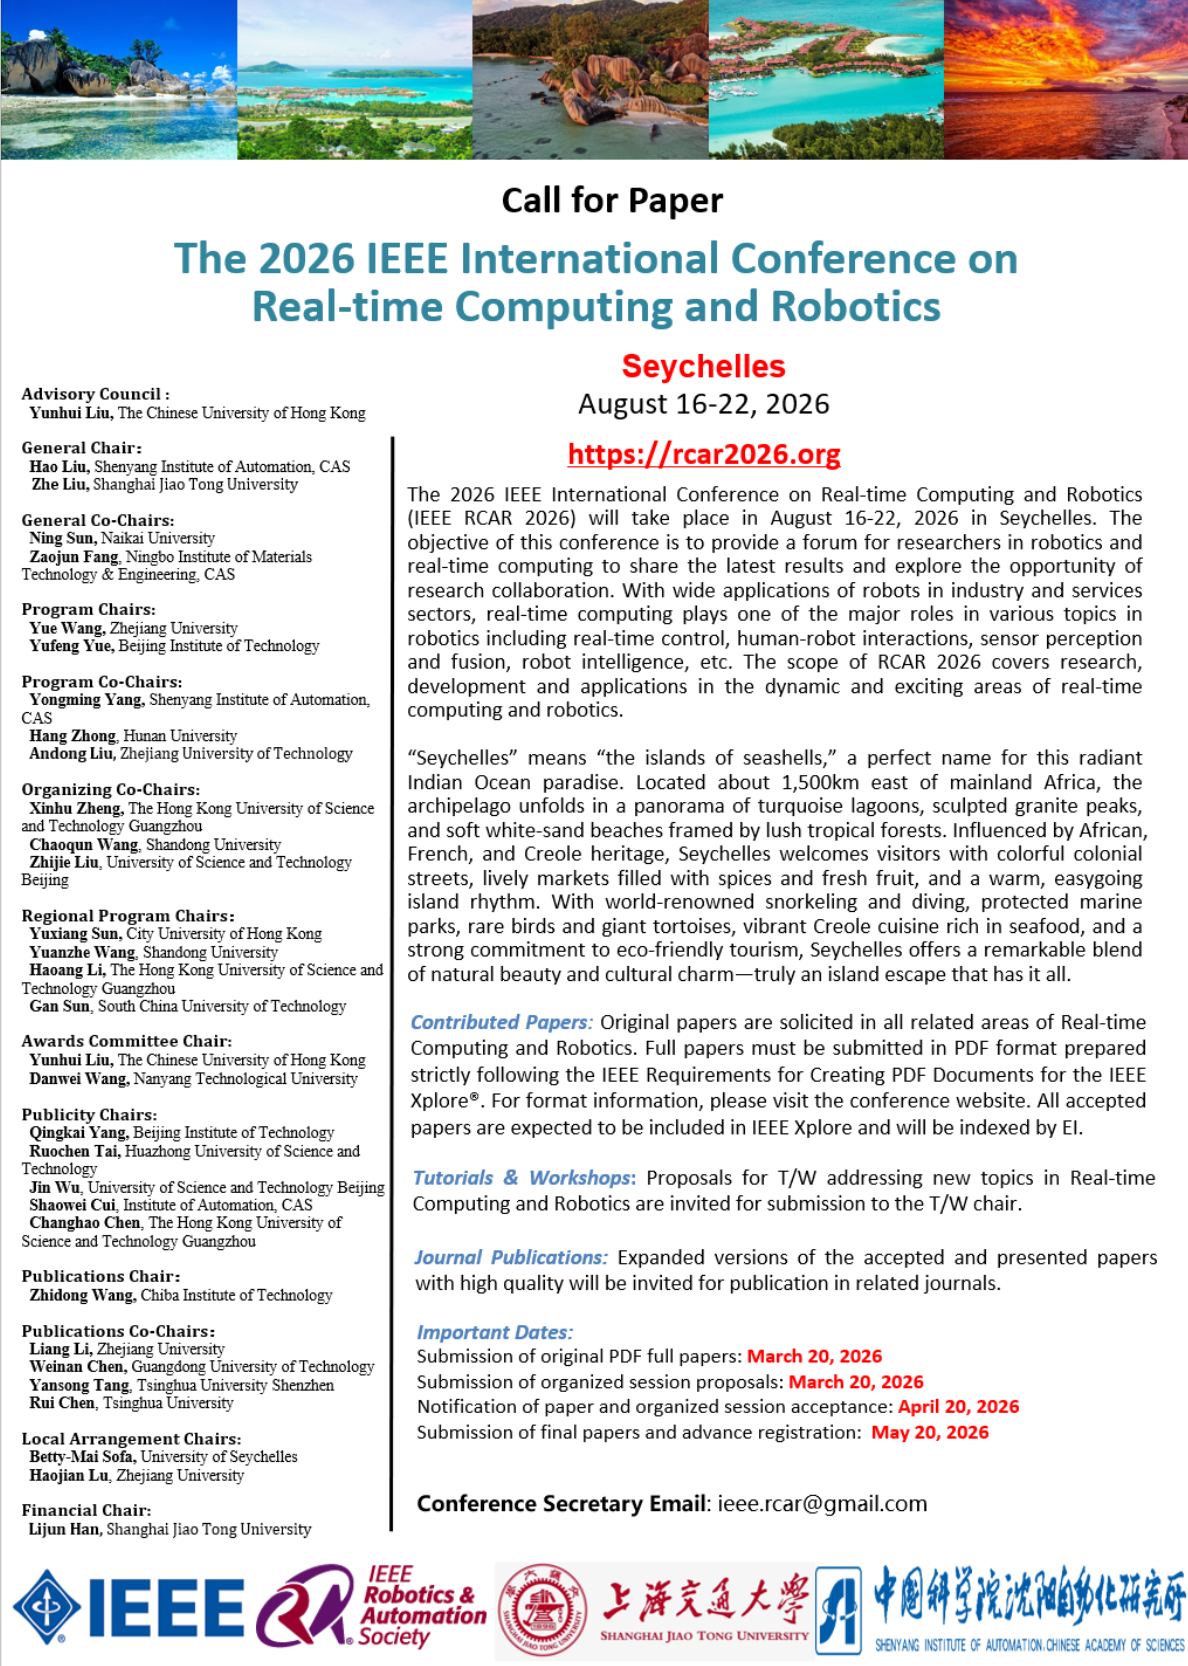 Call for Paper
The 2026 IEEE International Conference on
Real-time Computing and Robotics
Seychelles
August 16-22, 2026
https://rcar2026.org
Advisory Council :
Yunhui Liu, The Chinese University of Hong Kong
General Chair:
Hao Liu, Shenyang Institute of Automation, CAS
Zhe Liu, Shanghai Jiao Tong University
General Co-Chairs:
Ning Sun, Naikai University
Zaojun Fang, Ningbo Institute of Materials
Technology & Engineering, CAS
Program Chairs:
Yue Wang, Zhejiang University
Yufeng Yue, Beijing Institute of Technology
Program Co-Chairs:
Yongming Yang, Shenyang Institute of Automation,
CAS
Hang Zhong, Hunan University
Andong Liu, Zhejiang University of Technology
Organizing Co-Chairs:
Xinhu Zheng, The Hong Kong University of Science
and Technology Guangzhou
Chaoqun Wang, Shandong University
Zhijie Liu, University of Science and Technology
Beijing
Regional Program Chairs:
Yuxiang Sun, City University of Hong Kong
Yuanzhe Wang, Shandong University
Haoang Li, The Hong Kong University of Science and
Technology Guangzhou
Gan Sun, South China University of Technology
Awards Committee Chair:
Yunhui Liu, The Chinese University of Hong Kong
Danwei Wang, Nanyang Technological University
Publicity Chairs:
Qingkai Yang, Beijing Institute of Technology
Ruochen Tai, Huazhong University of Science and
Technology
Jin Wu, University of Science and Technology Beijing
Shaowei Cui, Institute of Automation, CAS
Changhao Chen, The Hong Kong University of
Science and Technology Guangzhou
Publications Chair:
Zhidong Wang, Chiba Institute of Technology
Publications Co-Chairs:
Liang Li, Zhejiang University
Weinan Chen, Guangdong University of Technology
Yansong Tang, Tsinghua University Shenzhen
Rui Chen, Tsinghua University
Local Arrangement Chairs:
Betty-Mai Sofa, University of Seychelles
Haojian Lu, Zhejiang University
Financial Chair:
Lijun Han, Shanghai Jiao Tong University
The 2026 IEEE International Conference on Real-time Computing and Robotics
(IEEE RCAR 2026) will take place in August 16-22, 2026 in Seychelles. The
objective of this conference is to provide a forum for researchers in robotics and
real-time computing to share the latest results and explore the opportunity of
research collaboration. With wide applications of robots in industry and services
sectors, real-time computing plays one of the major roles in various topics in
robotics including real-time control, human-robot interactions, sensor perception
and fusion, robot intelligence, etc. The scope of RCAR 2026 covers research,
development and applications in the dynamic and exciting areas of real-time
computing and robotics.
“Seychelles” means “the islands of seashells,” a perfect name for this radiant
Indian Ocean paradise. Located about 1,500km east of mainland Africa, the
archipelago unfolds in a panorama of turquoise lagoons, sculpted granite peaks,
and soft white-sand beaches framed by lush tropical forests. Influenced by African,
French, and Creole heritage, Seychelles welcomes visitors with colorful colonial
streets, lively markets filled with spices and fresh fruit, and a warm, easygoing
island rhythm. With world-renowned snorkeling and diving, protected marine
parks, rare birds and giant tortoises, vibrant Creole cuisine rich in seafood, and a
strong commitment to eco-friendly tourism, Seychelles offers a remarkable blend
of natural beauty and cultural charm—truly an island escape that has it all.
Contributed Papers: Original papers are solicited in all related areas of Real-time
Computing and Robotics. Full papers must be submitted in PDF format prepared
strictly following the IEEE Requirements for Creating PDF Documents for the IEEE
Xplore®. For format information, please visit the conference website. All accepted
papers are expected to be included in IEEE Xplore and will be indexed by EI.
Tutorials & Workshops: Proposals for T/W addressing new topics in Real-time
Computing and Robotics are invited for submission to the T/W chair.
Journal Publications: Expanded versions of the accepted and presented papers
with high quality will be invited for publication in related journals.
Important Dates:
Submission of original PDF full papers: March 20, 2026
Submission of organized session proposals: March 20, 2026
Notification of paper and organized session acceptance: April 20, 2026
Submission of final papers and advance registration: May 20, 2026
Conference Secretary Email: ieee.rcar@gmail.com
IEEE
IEEE
Robotics &
Automation
Society
上海交通大学
SHANGHAI JIAO TONG UNIVERSITY
中国科学院沈阳自动化研究所
SHENYANG INSTITUTE OF AUTOMATION, CHINESE ACADEMY OF SCIENCES